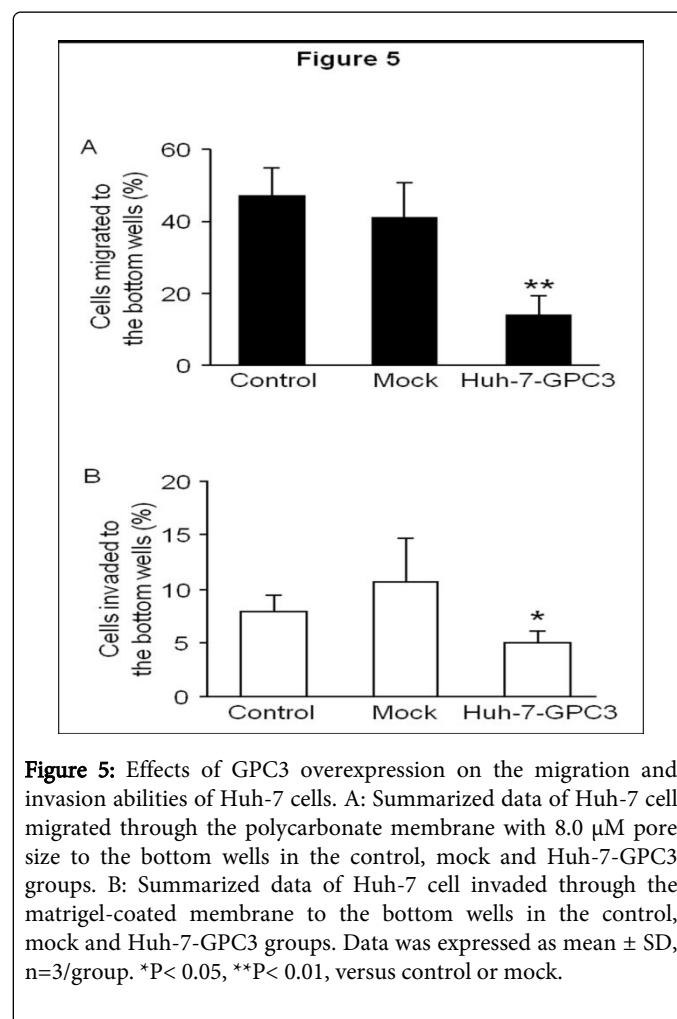 Figure 5
A
Cells migrated to
the bottom wells (%)
60
40
20
0
**
Control Mock Huh-7-GPC3
B
Cells invaded to
the bottom wells (%)
20
15
10
5
0
*
Control Mock Huh-7-GPC3
Figure 5: Effects of GPC3 overexpression on the migration and
invasion abilities of Huh-7 cells. A: Summarized data of Huh-7 cell
migrated through the polycarbonate membrane with 8.0 μM pore
size to the bottom wells in the control, mock and Huh-7-GPC3
groups. B: Summarized data of Huh-7 cell invaded through the
matrigel-coated membrane to the bottom wells in the control,
mock and Huh-7-GPC3 groups. Data was expressed as mean ± SD,
n=3/group. *P< 0.05, **P< 0.01, versus control or mock.